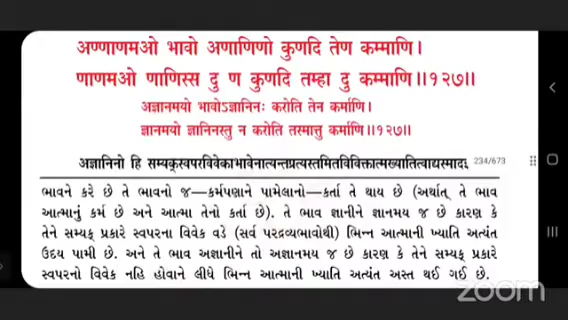 अण्णाणमओ भावो अणाणिणो कुणदि तेण कम्माणि।
णाणमओ णाणिस्स दु ण कुणदि तम्हा दु कम्माणि॥१२७॥
अज्ञानमयो भावोऽज्ञानिनः करोति तेन कर्माणि।
ज्ञानमयो ज्ञानिनस्तु न करोति तस्मात्तु कर्माणि॥१२७॥
अज्ञानिनो हि सम्यक्स्वपरविवेकाभावेनात्यन्तप्रत्यस्तमितविविक्तात्मख्यातित्वाद्यस्माद 234/673
ભાવને કરે છે તે ભાવનો જ—કર્મપણાને પામેલાનો—કર્તા તે થાય છે (અર્થાત્ તે ભાવ
આત્માનું કર્મ છે અને આત્મા તેનો કર્તા છે). તે ભાવ જ્ઞાનીને જ્ઞાનમય જ છે કારણ કે
તેને સમ્યક્ પ્રકારે સ્વપરના વિવેક વડે (સર્વ પરદ્રવ્યભાવોથી) ભિન્ન આત્માની ખ્યાતિ અત્યંત
ઉદય પામી છે. અને તે ભાવ અજ્ઞાનીને તો અજ્ઞાનમય જ છે કારણ કે તેને સમ્યક્ પ્રકારે
સ્વપરનો વિવેક નહિ હોવાને લીધે ભિન્ન આત્માની ખ્યાતિ અત્યંત અસ્ત થઈ ગઈ છે.
zoom